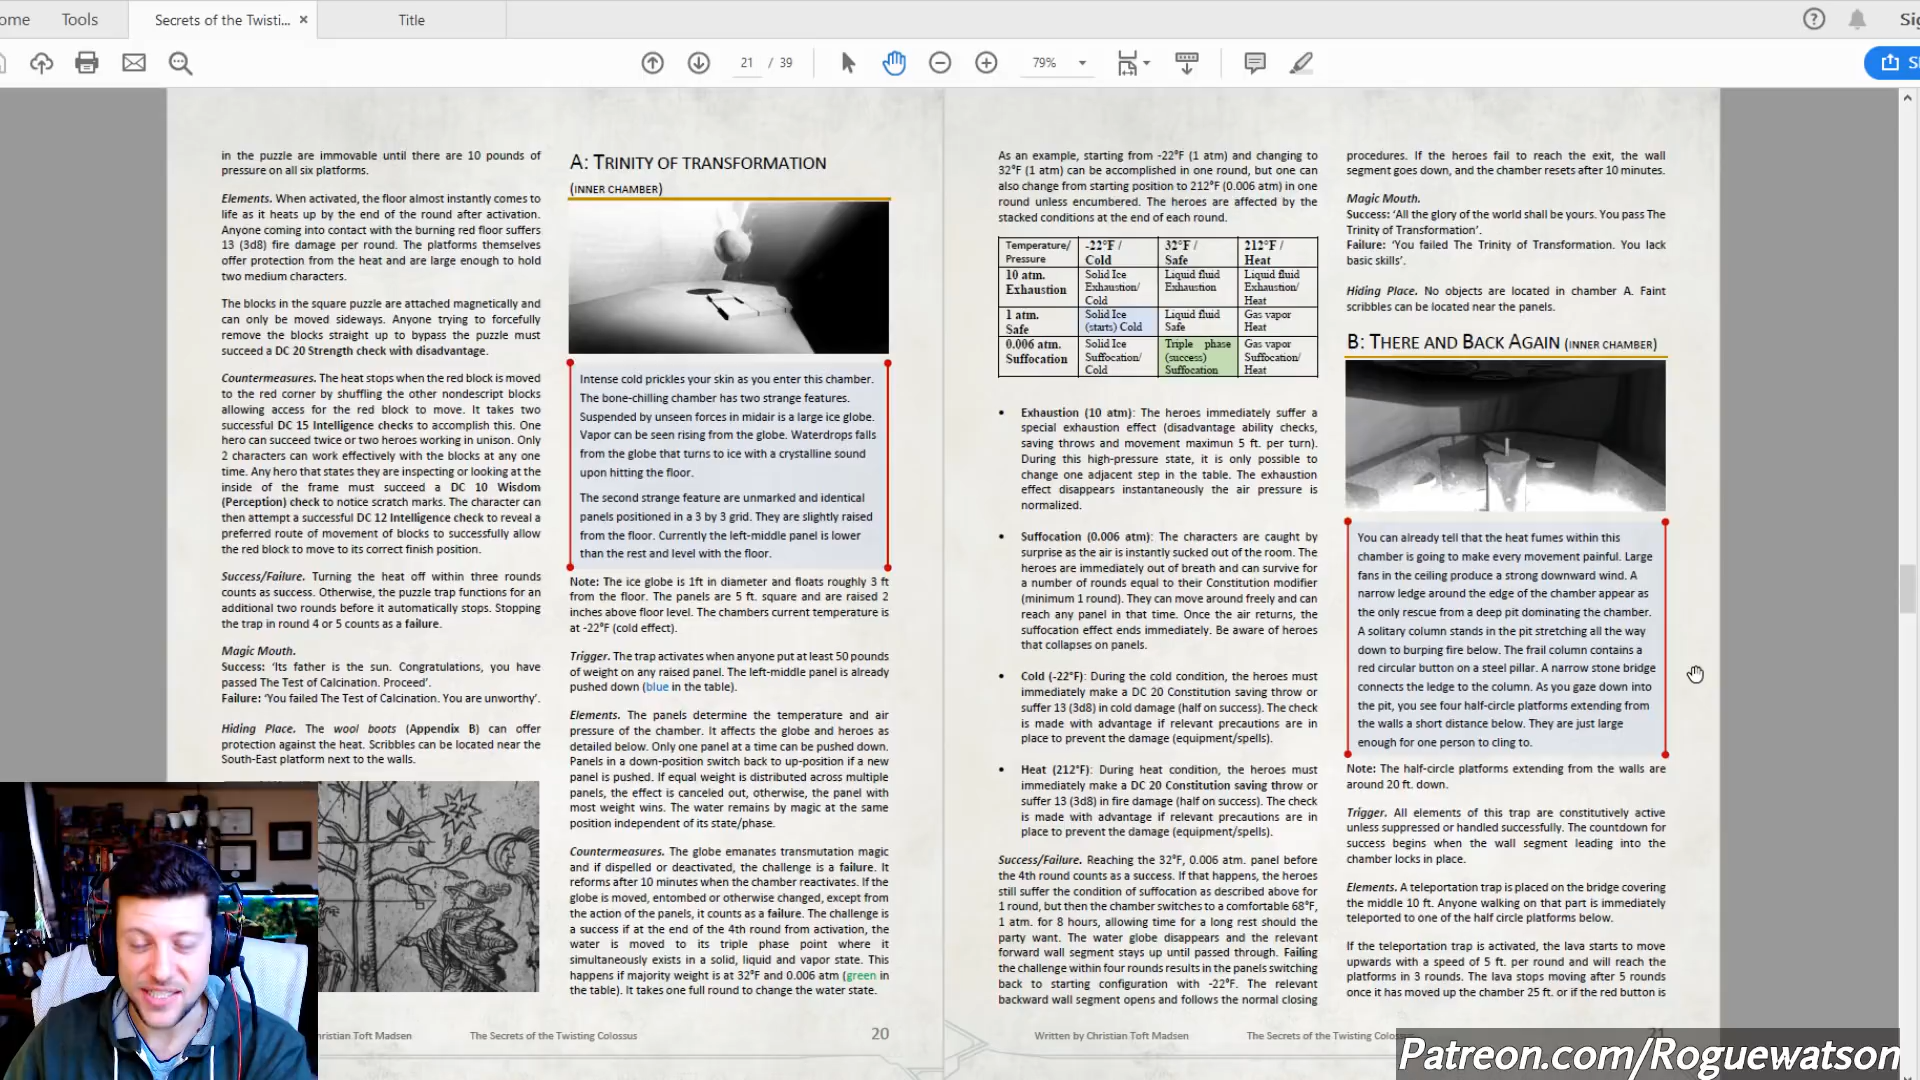 ome
Tools
Secrets of the Twisti...
×
Title
21 / 39
79%
in the puzzle are immovable until there are 10 pounds of
pressure on all six platforms.
Elements. When activated, the floor almost instantly comes to
life as it heats up by the end of the round after activation.
Anyone coming into contact with the burning red floor suffers
13 (3d8) fire damage per round. The platforms themselves
offer protection from the heat and are large enough to hold
two medium characters.
The blocks in the square puzzle are attached magnetically and
can only be moved sideways. Anyone trying to forcefully
remove the blocks straight up to bypass the puzzle must
succeed a DC 20 Strength check with disadvantage.
Countermeasures. The heat stops when the red block is moved
to the red corner by shuffling the other nondescript blocks
allowing access for the red block to move. It takes two
successful DC 15 Intelligence checks to accomplish this. One
hero can succeed twice or two heroes working in unison. Only
2 characters can work effectively with the blocks at any one
time. Any hero that states they are inspecting or looking at the
inside of the frame must succeed a DC 10 Wisdom
(Perception) check to notice scratch marks. The character can
then attempt a successful DC 12 Intelligence check to reveal a
preferred route of movement of blocks to successfully allow
the red block to move to its correct finish position.
Success/Failure. Turning the heat off within three rounds
counts as success. Otherwise, the puzzle trap functions for an
additional two rounds before it automatically stops. Stopping
the trap in round 4 or 5 counts as a failure.
Magic Mouth.
Success: 'Its father is the sun. Congratulations, you have
passed The Test of Calcination. Proceed'.
Failure: 'You failed The Test of Calcination. You are unworthy'.
Hiding Place. The wool boots (Appendix B) can offer
protection against the heat. Scribbles can be located near the
South-East platform next to the walls.
A: TRINITY OF TRANSFORMATION
(INNER CHAMBER)
Intense cold prickles your skin as you enter this chamber.
The bone-chilling chamber has two strange features.
Suspended by unseen forces in midair is a large ice globe.
Vapor can be seen rising from the globe. Waterdrops falls
from the globe that turns to ice with a crystalline sound
upon hitting the floor.
The second strange feature are unmarked and identical
panels positioned in a 3 by 3 grid. They are slightly raised
from the floor. Currently the left-middle panel is lower
than the rest and level with the floor.
Note: The ice globe is 1ft in diameter and floats roughly 3 ft
from the floor. The panels are 5 ft. square and are raised 2
inches above floor level. The chambers current temperature is
at -22°F (cold effect).
Trigger. The trap activates when anyone put at least 50 pounds
of weight on any raised panel. The left-middle panel is already
pushed down (blue in the table).
Elements. The panels determine the temperature and air
pressure of the chamber. It affects the globe and heroes as
detailed below. Only one panel at a time can be pushed down.
Panels in a down-position switch back to up-position if a new
panel is pushed. If equal weight is distributed across multiple
panels, the effect is canceled out, otherwise, the panel with
most weight wins. The water remains by magic at the same
position independent of its state/phase.
Countermeasures. The globe emanates transmutation magic
and if dispelled or deactivated, the challenge is a failure. It
reforms after 10 minutes when the chamber reactivates. If the
globe is moved, entombed or otherwise changed, except from
the action of the panels, it counts as a failure. The challenge is
a success if at the end of the 4th round from activation, the
water is moved to its triple phase point where it
simultaneously exists in a solid, liquid and vapor state. This
happens if majority weight is at 32°F and 0.006 atm (green in
the table). It takes one full round to change the water state.
ristian Toft Madsen
The Secrets of the Twisting Colossus
20
As an example, starting from -22°F (1 atm) and changing to
32°F (1 atm) can be accomplished in one round, but one can
also change from starting position to 212°F (0.006 atm) in one
round unless encumbered. The heroes are affected by the
stacked conditions at the end of each round.
Temperature/ Pressure | -22°F / Cold | 32°F / Safe | 212°F / Heat
10 atm. Exhaustion | Solid Ice Exhaustion/ Cold | Liquid fluid Exhaustion | Liquid fluid Exhaustion/ Heat
1 atm. Safe | Solid Ice (starts) Cold | Liquid fluid Safe | Gas vapor Heat
0.006 atm. Suffocation | Solid Ice Suffocation/ Cold | Triple phase (success) Suffocation | Gas vapor Suffocation/ Heat
• Exhaustion (10 atm): The heroes immediately suffer a
special exhaustion effect (disadvantage ability checks,
saving throws and movement maximun 5 ft. per turn).
During this high-pressure state, it is only possible to
change one adjacent step in the table. The exhaustion
effect disappears instantaneously the air pressure is
normalized.
• Suffocation (0.006 atm): The characters are caught by
surprise as the air is instantly sucked out of the room. The
heroes are immediately out of breath and can survive for
a number of rounds equal to their Constitution modifier
(minimum 1 round). They can move around freely and can
reach any panel in that time. Once the air returns, the
suffocation effect ends immediately. Be aware of heroes
that collapses on panels.
• Cold (-22°F): During the cold condition, the heroes must
immediately make a DC 20 Constitution saving throw or
suffer 13 (3d8) in cold damage (half on success). The check
is made with advantage if relevant precautions are in
place to prevent the damage (equipment/spells).
• Heat (212°F): During heat condition, the heroes must
immediately make a DC 20 Constitution saving throw or
suffer 13 (3d8) in fire damage (half on success). The check
is made with advantage if relevant precautions are in
place to prevent the damage (equipment/spells).
Success/Failure. Reaching the 32°F, 0.006 atm. panel before
the 4th round counts as a success. If that happens, the heroes
still suffer the condition of suffocation as described above for
1 round, but then the chamber switches to a comfortable 68°F,
1 atm. for 8 hours, allowing time for a long rest should the
party want. The water globe disappears and the relevant
forward wall segment stays up until passed through. Failing
the challenge within four rounds results in the panels switching
back to starting configuration with -22°F. The relevant
backward wall segment opens and follows the normal closing
procedures. If the heroes fail to reach the exit, the wall
segment goes down, and the chamber resets after 10 minutes.
Magic Mouth.
Success: 'All the glory of the world shall be yours. You pass The
Trinity of Transformation'.
Failure: 'You failed The Trinity of Transformation. You lack
basic skills'.
Hiding Place. No objects are located in chamber A. Faint
scribbles can be located near the panels.
B: THERE AND BACK AGAIN (INNER CHAMBER)
You can already tell that the heat fumes within this
chamber is going to make every movement painful. Large
fans in the ceiling produce a strong downward wind. A
narrow ledge around the edge of the chamber appear as
the only rescue from a deep pit dominating the chamber.
A solitary column stands in the pit stretching all the way
down to burping fire below. The frail column contains a
red circular button on a steel pillar. A narrow stone bridge
connects the ledge to the column. As you gaze down into
the pit, you see four half-circle platforms extending from
the walls a short distance below. They are just large
enough for one person to cling to.
Note: The half-circle platforms extending from the walls are
around 20 ft. down.
Trigger. All elements of this trap are constitutively active
unless suppressed or handled successfully. The countdown for
success begins when the wall segment leading into the
chamber locks in place.
Elements. A teleportation trap is placed on the bridge covering
the middle 10 ft. Anyone walking on that part is immediately
teleported to one of the half circle platforms below.
If the teleportation trap is activated, the lava starts to move
upwards with a speed of 5 ft. per round and will reach the
platforms in 3 rounds. The lava stops moving after 5 rounds
once it has moved up the chamber 25 ft. or if the red button is
Written by Christian Toft Madsen
The Secrets of the Twisting Coloss
21
Patreon.com/Roguewatson